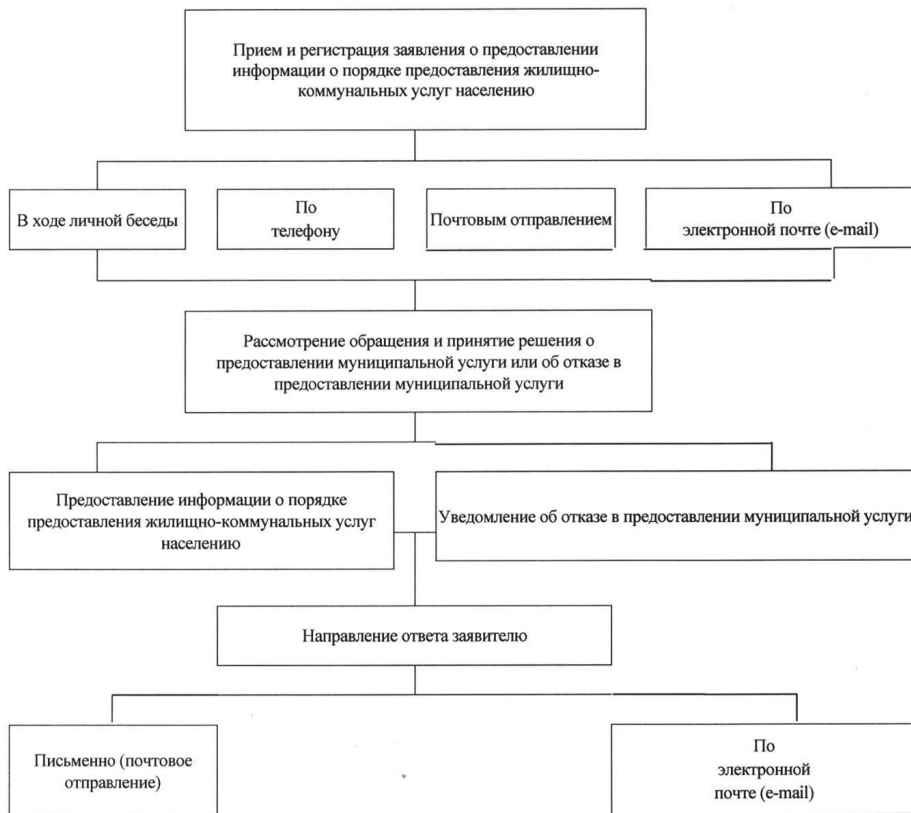 Прием и регистрация заявления о предоставлении
информации о порядке предоставления жилищно-
коммунальных услуг населению
В ходе личной беседы
По
телефону
Почтовым отправлением
По
электронной почте (e-mail)
Рассмотрение обращения и принятие решения о
предоставлении муниципальной услуги или об отказе в
предоставлении муниципальной услуги
Предоставление информации о порядке
предоставления жилищно-коммунальных услуг
населению
Уведомление об отказе в предоставлении муниципальной услуги
Направление ответа заявителю
Письменно (почтовое
отправление)
По
электронной
почте (e-mail)